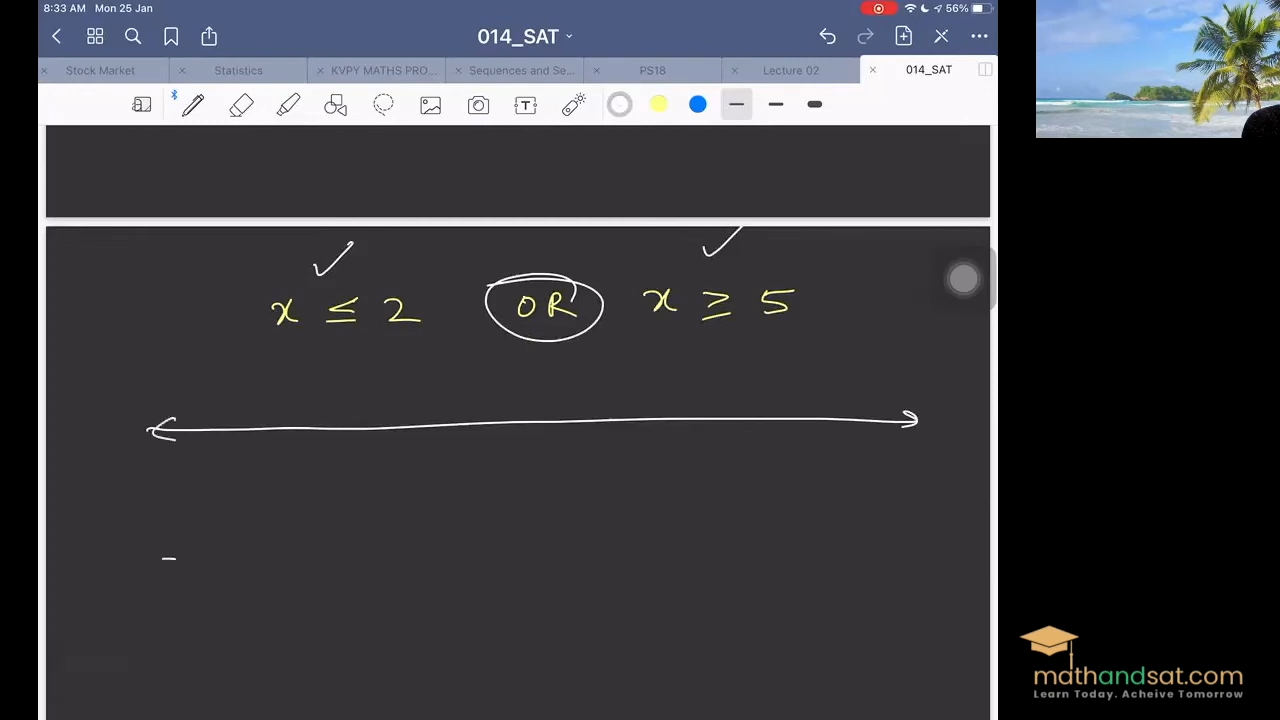 8:33 AM Mon 25 Jan 56%
014_SAT
Stock Market Statistics KVPY MATHS PRO... Sequences and Se... PS18 Lecture 02 014_SAT
T
x ≤ 2 OR x ≥ 5
mathandsat.com
Learn Today. Acheive Tomorrow